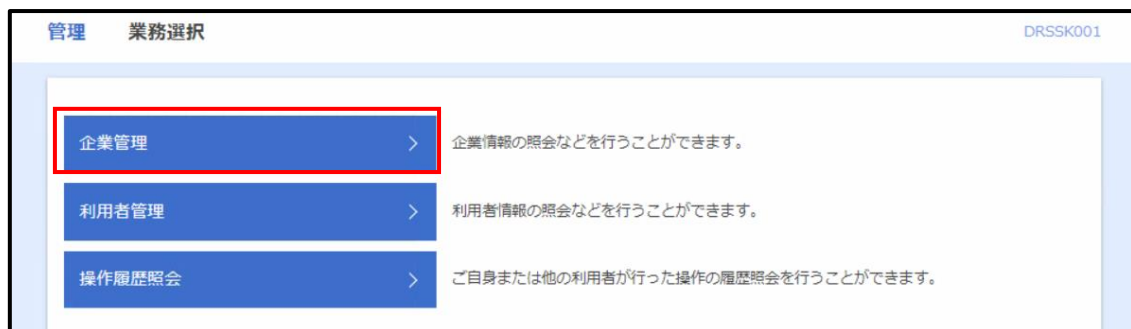 管理 業務選択 DRSSK001
企業管理 企業情報の照会などを行うことができます。
利用者管理 利用者情報の照会などを行うことができます。
操作履歴照会 ご自身または他の利用者が行った操作の履歴照会を行うことができます。